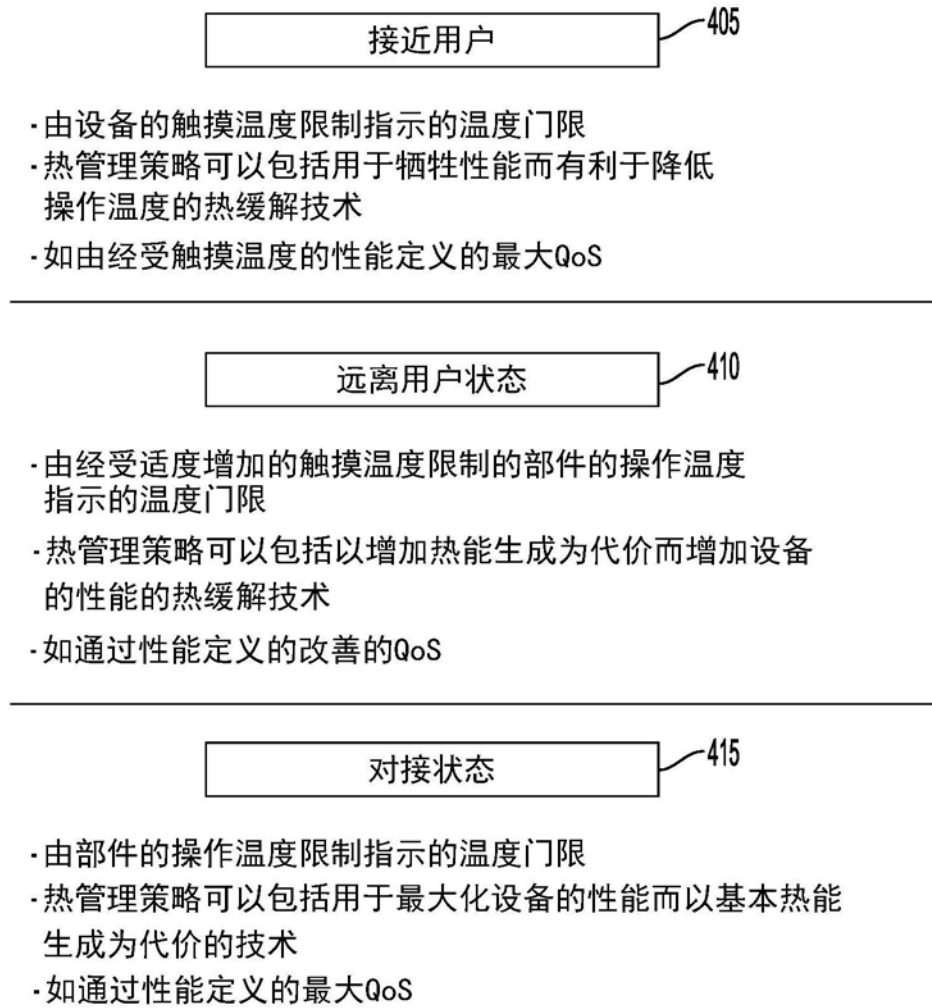 接近用户
405
·由设备的触摸温度限制指示的温度门限
·热管理策略可以包括用于牺牲性能而有利于降低
操作温度的热缓解技术
·如由经受触摸温度的性能定义的最大QoS
远离用户状态
410
·由经受适度增加的触摸温度限制的部件的操作温度
指示的温度门限
·热管理策略可以包括以增加热能生成为代价而增加设备
的性能的热缓解技术
·如通过性能定义的改善的QoS
对接状态
415
·由部件的操作温度限制指示的温度门限
·热管理策略可以包括用于最大化设备的性能而以基本热能
生成为代价的技术
·如通过性能定义的最大QoS